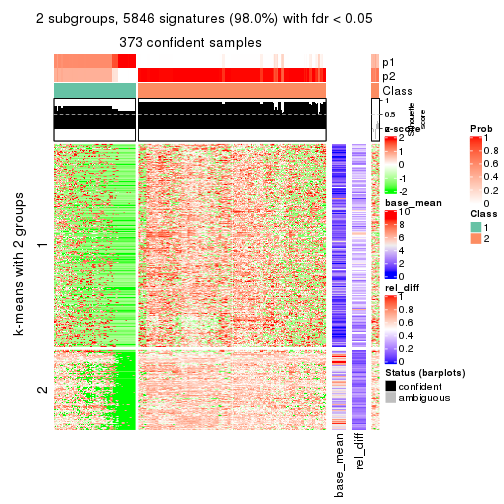 2 subgroups, 5846 signatures (98.0%) with fdr < 0.05
373 confident samples
p1
p2
Class
1
0.5
0
Silhouette
score
k-means with 2 groups
1
2
base_mean
rel_diff
z-score
2
1
0
-1
-2
base_mean
10
8
6
4
2
0
rel_diff
1
0.8
0.6
0.4
0.2
0
Status (barplots)
confident
ambiguous
Prob
1
0.8
0.6
0.4
0.2
0
Class
1
2